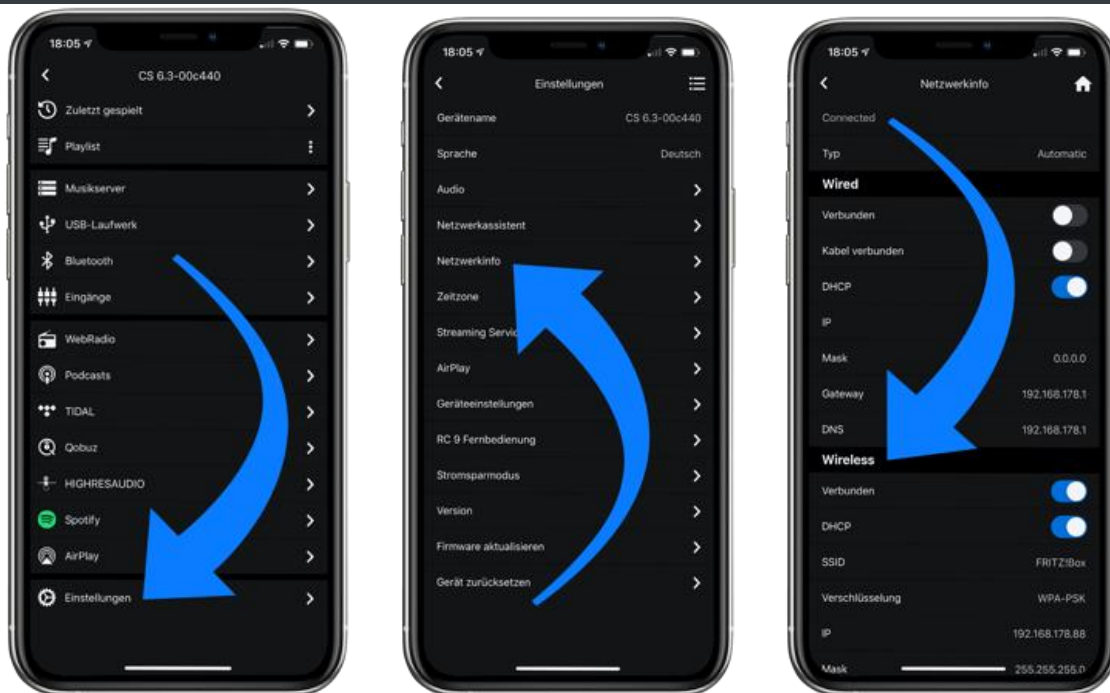 18:05
CS 6.3-00c440
Zuletzt gespielt
Playlist
Musikserver
USB-Laufwerk
Bluetooth
Eingänge
WebRadio
Podcasts
TIDAL
Qobuz
HIGHRESAUDIO
Spotify
AirPlay
Einstellungen
18:05
Einstellungen
Gerätename CS 6.3-00c440
Sprache Deutsch
Audio
Netzwerkassistent
Netzwerkinfo
Zeitzone
Streaming
AirPlay
Geräteeinstellungen
RC 9 Fernbedienung
Stromsparmodus
Version
Firmware aktualisieren
Gerät zurücksetzen
18:05
Netzwerkinfo
Connected
Typ Automatic
Wired
Verbunden
Kabel verbunden
DHCP
IP
Mask 0.0.0.0
Gateway 192.168.178.1
DNS 192.168.178.1
Wireless
Verbunden
DHCP
SSID FRITZ!Box
Verschlüsselung WPA-PSK
IP 192.168.178.88
Mask 255.255.255.0